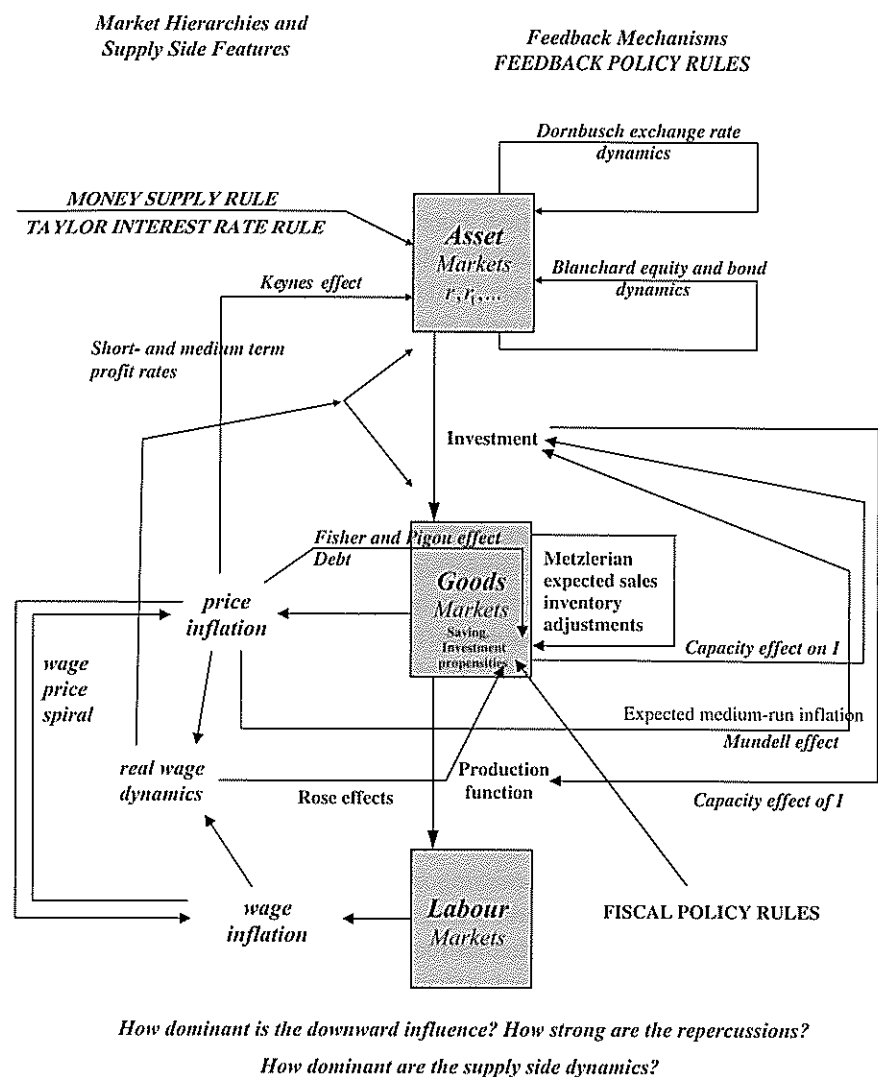 Market Hierarchies and
Supply Side Features
Feedback Mechanisms
FEEDBACK POLICY RULES
Dornbusch exchange rate
dynamics
MONEY SUPPLY RULE
TAYLOR INTEREST RATE RULE
Asset
Markets
r, r₁, ...
Keynes effect
Blanchard equity and bond
dynamics
Short- and medium term
profit rates
Investment
Fisher and Pigou effect
Debt
Goods
Markets
Saving,
Investment
propensities
Metzlerian
expected sales
inventory
adjustments
price
inflation
Capacity effect on I
wage
price
spiral
Expected medium-run inflation
Mundell effect
real wage
dynamics
Rose effects
Production
function
Capacity effect of I
wage
inflation
Labour
Markets
FISCAL POLICY RULES
How dominant is the downward influence? How strong are the repercussions?
How dominant are the supply side dynamics?